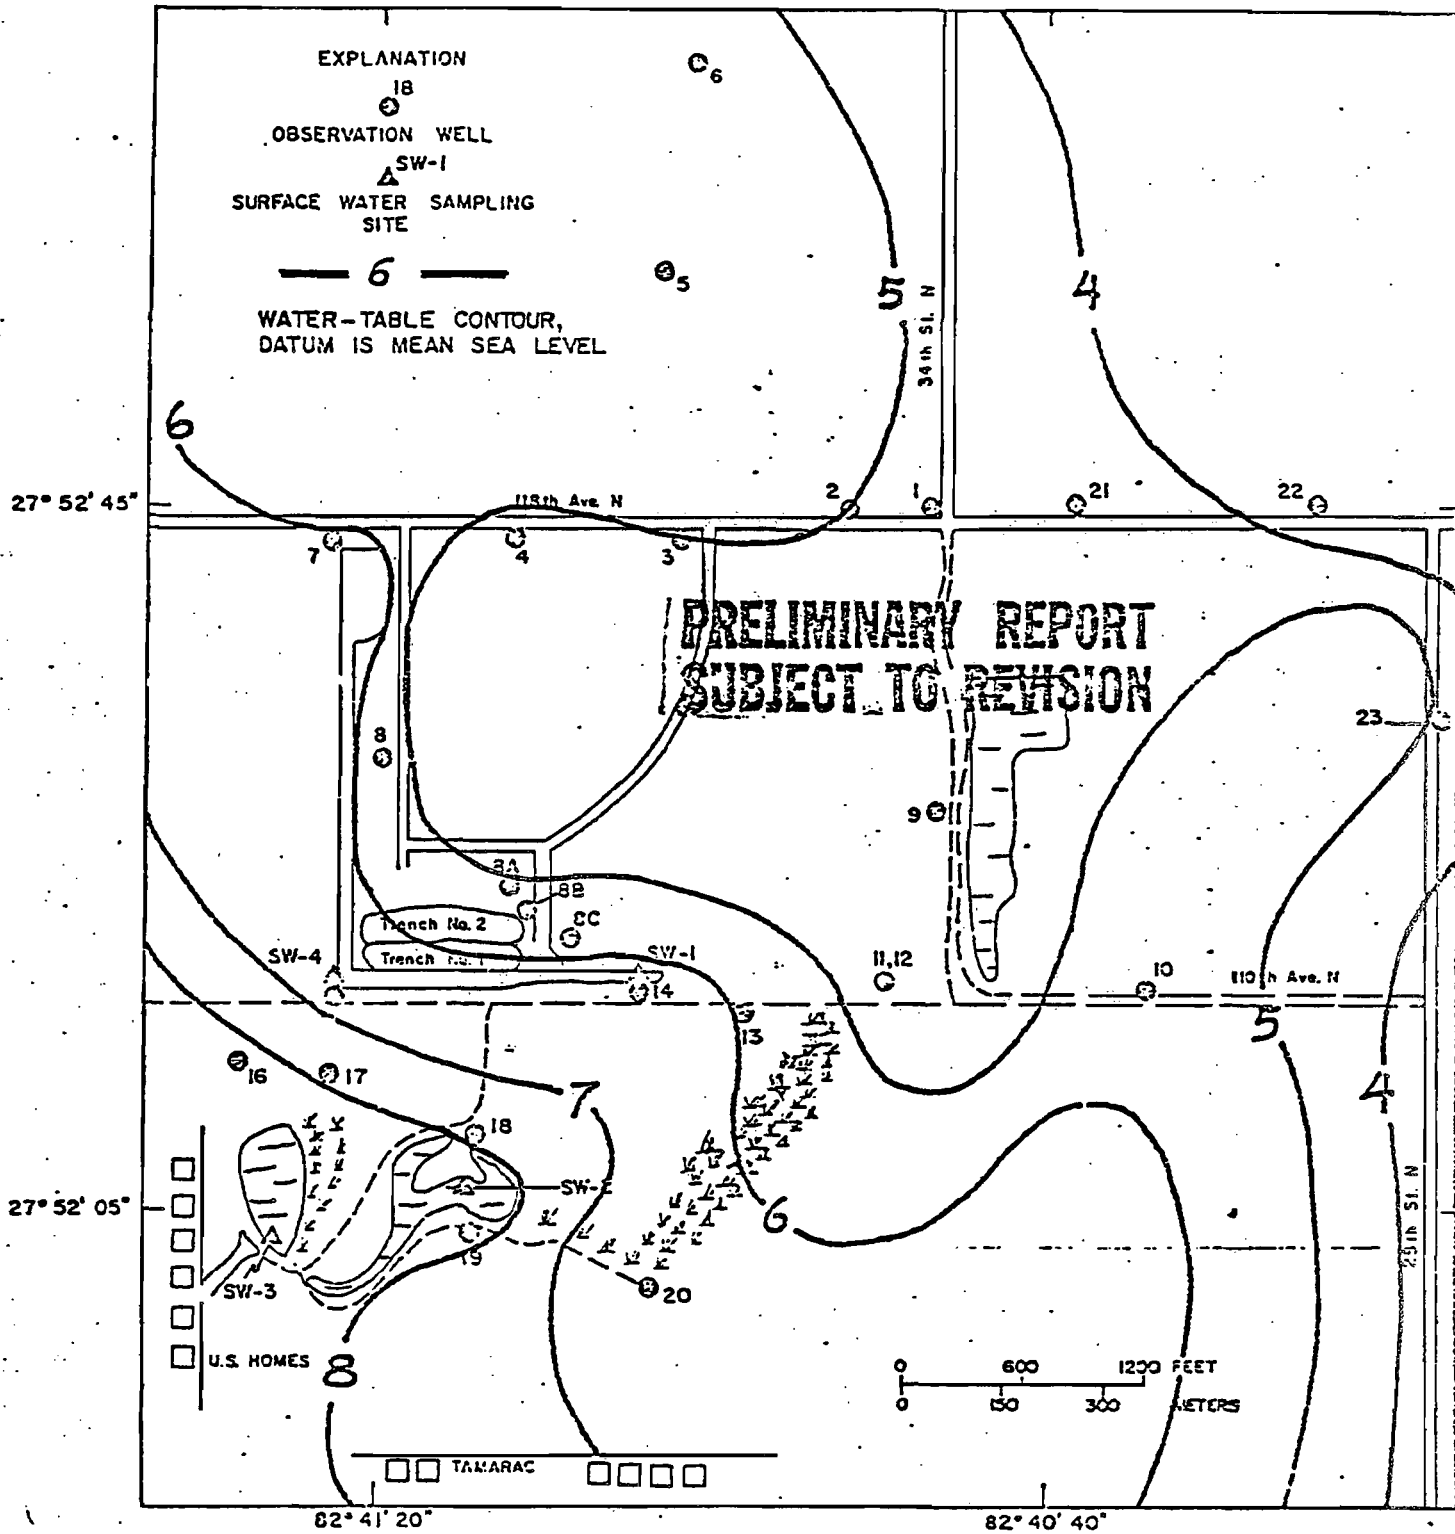 EXPLANATION
18
OBSERVATION WELL
SW-1
SURFACE WATER SAMPLING
SITE
6
WATER-TABLE CONTOUR,
DATUM IS MEAN SEA LEVEL
6
5
5
4
34th St. N
6
27° 52' 45"
118th Ave. N
2
1
21
22
7
4
3
PRELIMINARY REPORT
SUBJECT TO REVISION
23
8
9
8A
8B
8C
Trench No. 2
Trench No. 1
SW-4
SW-1
14
11,12
10
110th Ave. N
13
5
16
17
7
4
18
27° 52' 05"
SW-3
19
6
20
25th St. N
U.S. HOMES
8
0 600 1200 FEET
0 150 300 METERS
TAMARAC
82° 41' 20"
82° 40' 40"